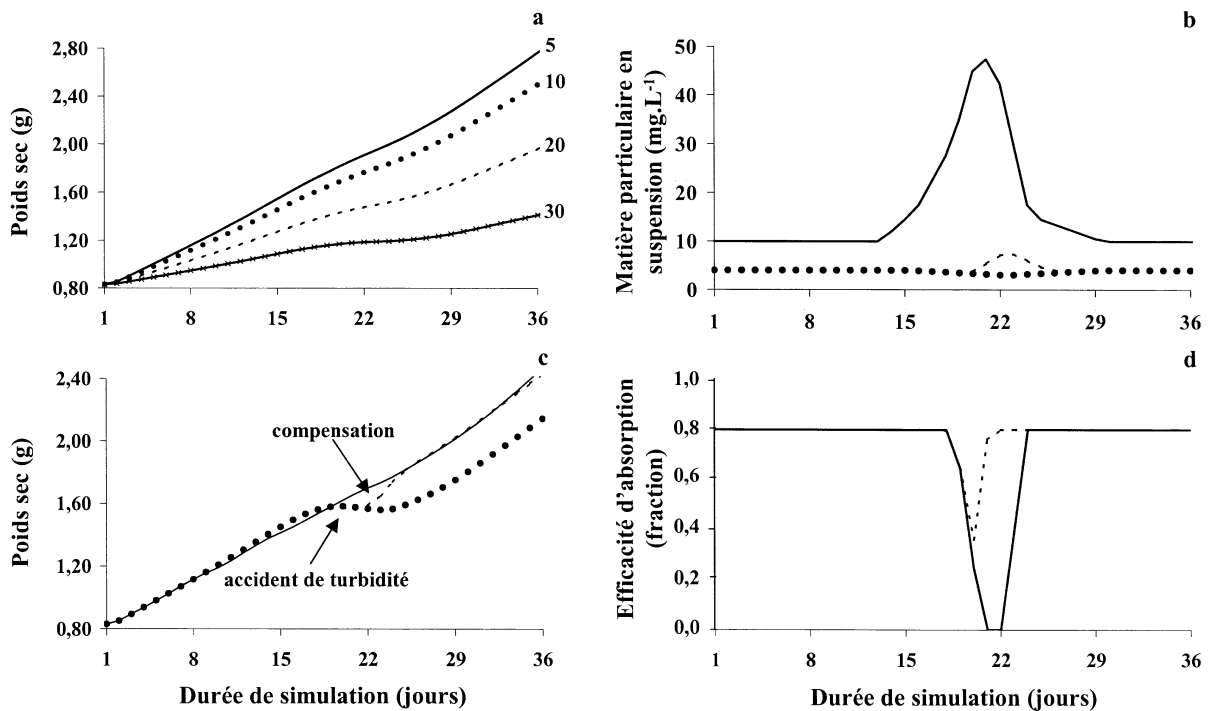 a
2,80
2,40
2,00
1,60
1,20
0,80
Poids sec (g)
5
10
20
30
1 8 15 22 29 36
b
50
40
30
20
10
0
Matière particulaire en
suspension (mg.L-1)
1 8 15 22 29 36
c
2,40
2,00
1,60
1,20
0,80
Poids sec (g)
compensation
accident de turbidité
1 8 15 22 29 36
Durée de simulation (jours)
d
1,0
0,8
0,6
0,4
0,2
0,0
Efficacité d'absorption
(fraction)
1 8 15 22 29 36
Durée de simulation (jours)